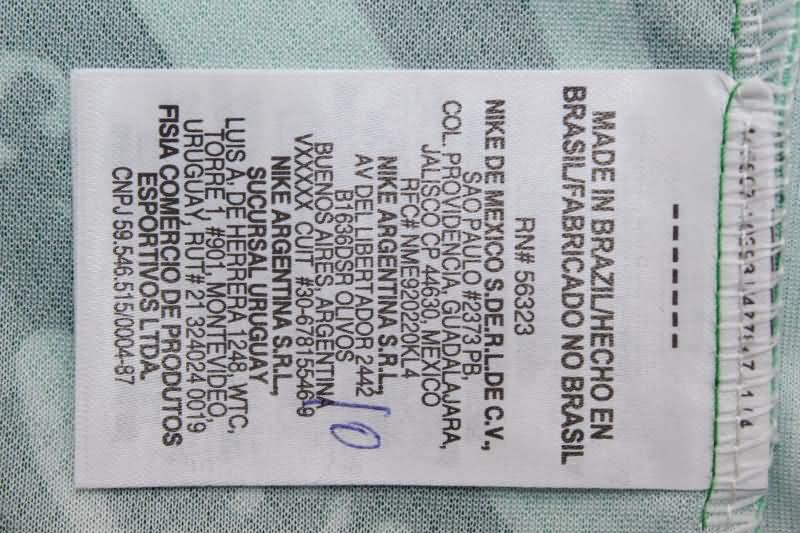 MADE IN BRAZIL/HECHO EN
BRASIL/FABRICADO NO BRASIL
RN# 56323
NIKE DE MEXICO S.DE.R.L.DE C.V.,
SAO PAULO #2373 PB,
COL. PROVIDENCIA, GUADALAJARA,
JALISCO CP 44630, MEXICO
RFC# NME920220KL4
NIKE ARGENTINA S.R.L.,
AV DEL LIBERTADOR 2442
B1636DSR OLIVOS
BUENOS AIRES, ARGENTINA
VXXXXX CUIT #30-67815546-9
NIKE ARGENTINA S.R.L,
SUCURSAL URUGUAY
LUIS A. DE HERRERA 1248, WTC,
TORRE 1 #901, MONTEVIDEO,
URUGUAY, RUT # 21 324024 0019
FISIA COMERCIO DE PRODUTOS
ESPORTIVOS LTDA.
CNPJ 59.546.515/0004-87
10